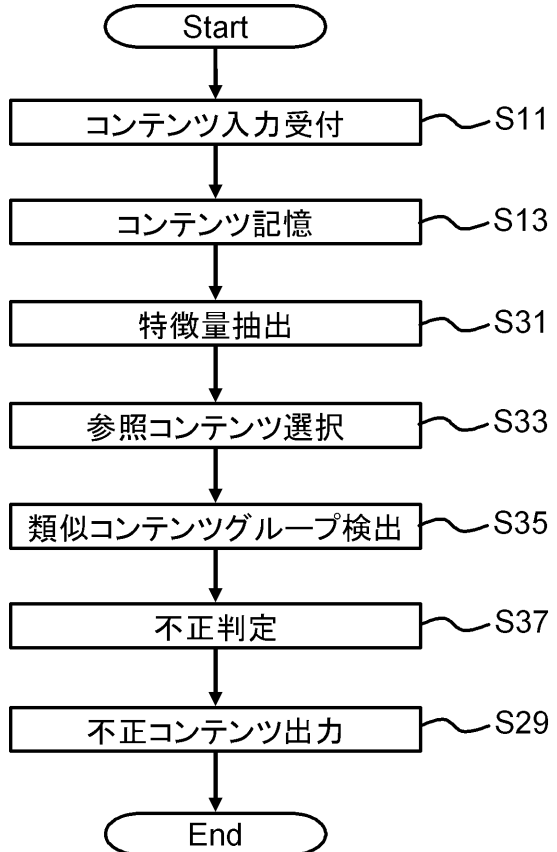 Start
コンテンツ入力受付 S11
コンテンツ記憶 S13
特徴量抽出 S31
参照コンテンツ選択 S33
類似コンテンツグループ検出 S35
不正判定 S37
不正コンテンツ出力 S29
End